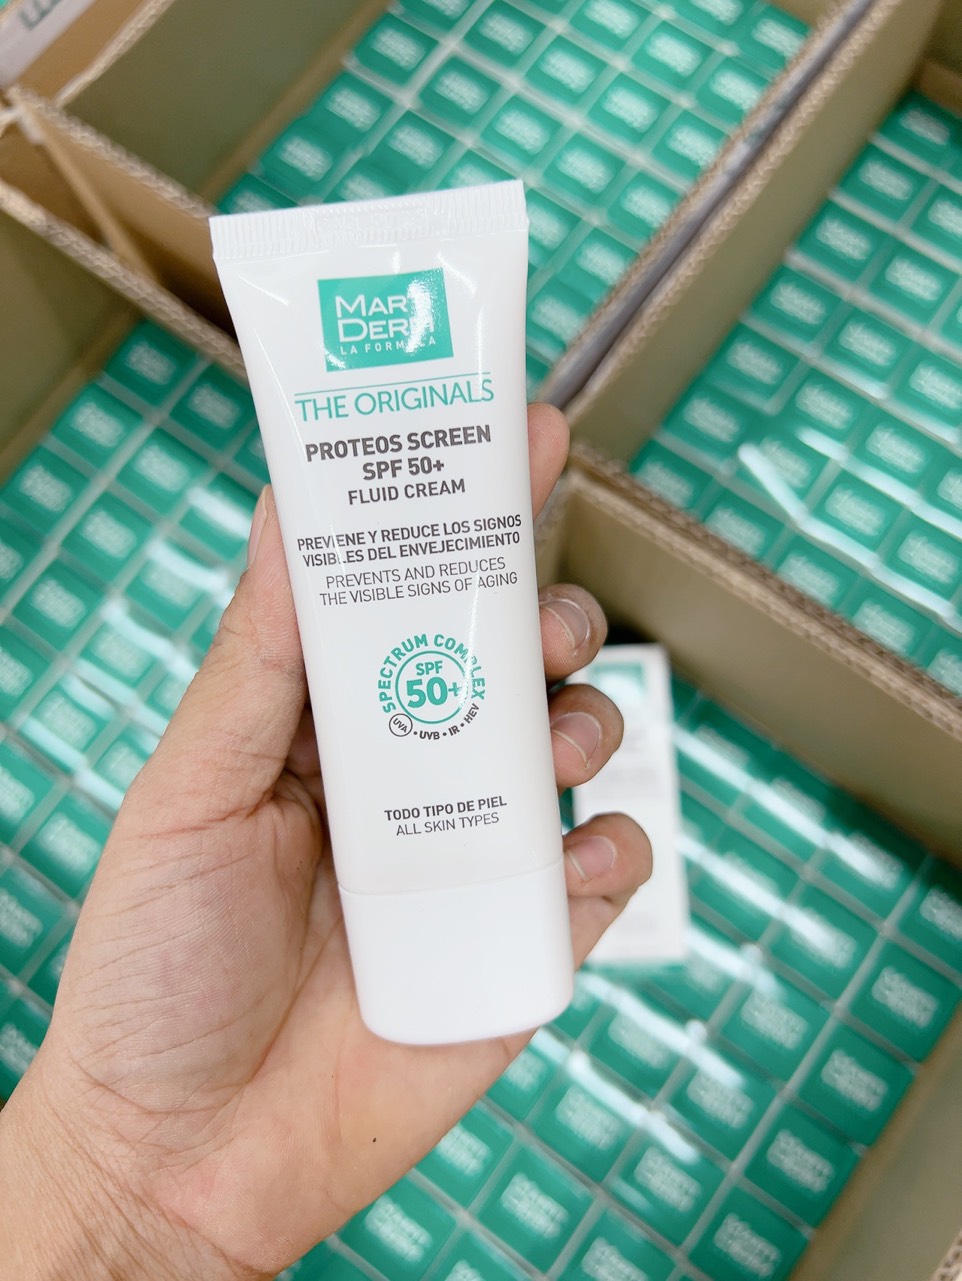 MARTI
DERM
LA FORMULA
THE ORIGINALS
PROTEOS SCREEN
SPF 50+
FLUID CREAM
PREVIENE Y REDUCE LOS SIGNOS
VISIBLES DEL ENVEJECIMIENTO
PREVENTS AND REDUCES
THE VISIBLE SIGNS OF AGING
SPECTRUM COMPLEX
SPF
50+
UVA • UVB • IR • HEV
TODO TIPO DE PIEL
ALL SKIN TYPES